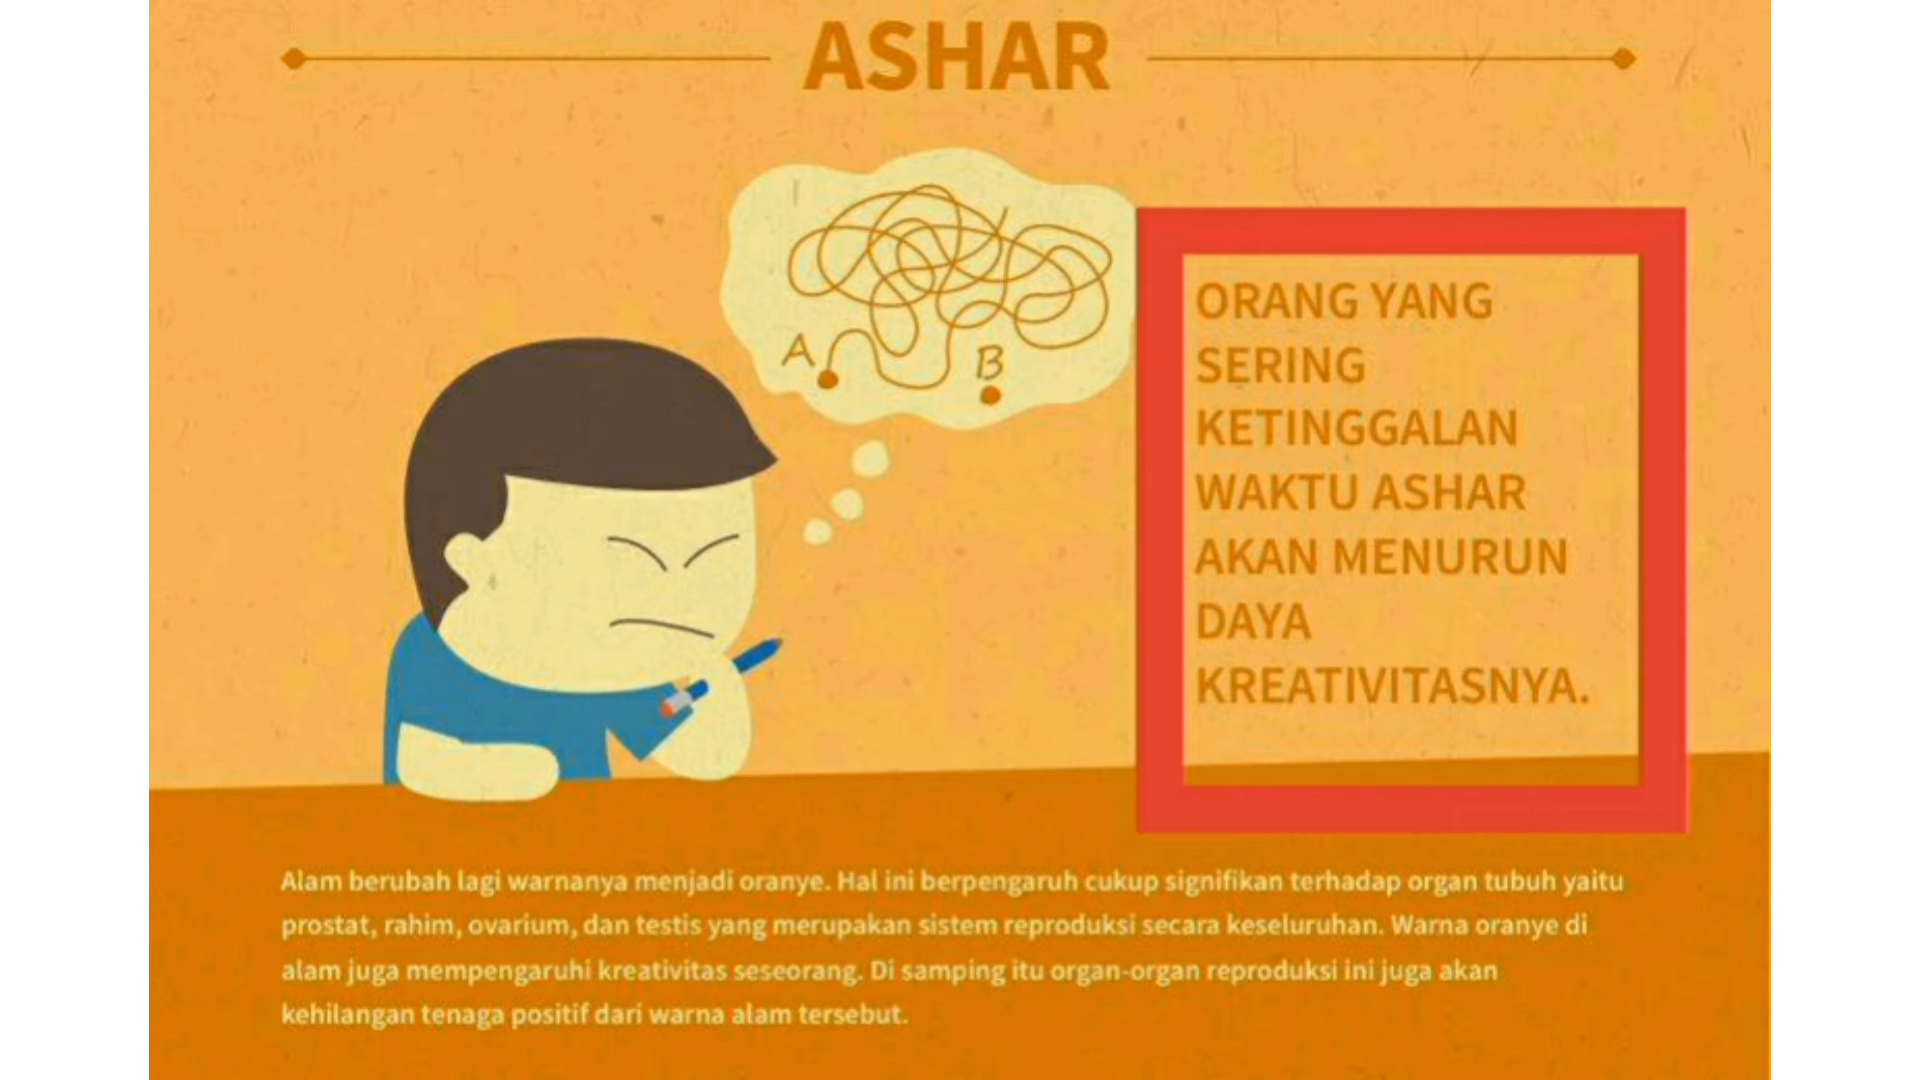 ASHAR
A
B
ORANG YANG
SERING
KETINGGALAN
WAKTU ASHAR
AKAN MENURUN
DAYA
KREATIVITASNYA.
Alam berubah lagi warnanya menjadi oranye. Hal ini berpengaruh cukup signifikan terhadap organ tubuh yaitu
prostat, rahim, ovarium, dan testis yang merupakan sistem reproduksi secara keseluruhan. Warna oranye di
alam juga mempengaruhi kreativitas seseorang. Di samping itu organ-organ reproduksi ini juga akan
kehilangan tenaga positif dari warna alam tersebut.